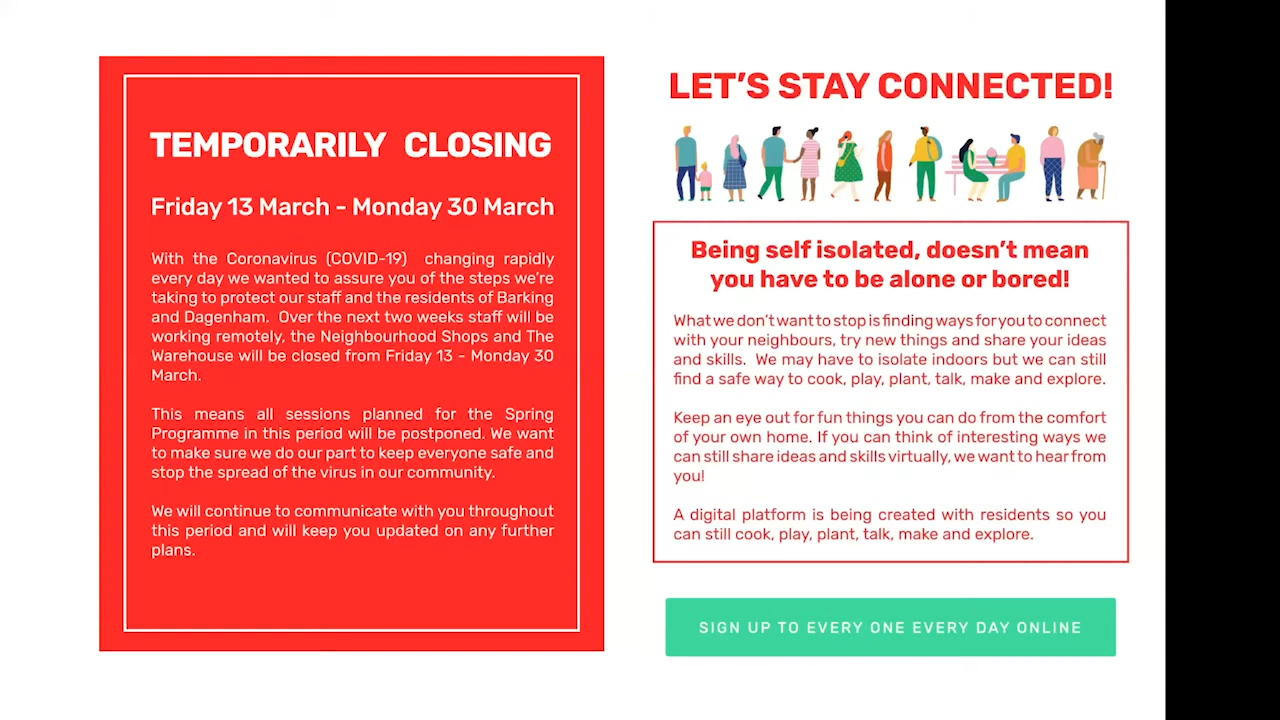 TEMPORARILY CLOSING
Friday 13 March - Monday 30 March
With the Coronavirus (COVID-19) changing rapidly
every day we wanted to assure you of the steps we're
taking to protect our staff and the residents of Barking
and Dagenham. Over the next two weeks staff will be
working remotely, the Neighbourhood Shops and The
Warehouse will be closed from Friday 13 - Monday 30
March.
This means all sessions planned for the Spring
Programme in this period will be postponed. We want
to make sure we do our part to keep everyone safe and
stop the spread of the virus in our community.
We will continue to communicate with you throughout
this period and will keep you updated on any further
plans.
LET'S STAY CONNECTED!
Being self isolated, doesn't mean
you have to be alone or bored!
What we don't want to stop is finding ways for you to connect
with your neighbours, try new things and share your ideas
and skills. We may have to isolate indoors but we can still
find a safe way to cook, play, plant, talk, make and explore.
Keep an eye out for fun things you can do from the comfort
of your own home. If you can think of interesting ways we
can still share ideas and skills virtually, we want to hear from
you!
A digital platform is being created with residents so you
can still cook, play, plant, talk, make and explore.
SIGN UP TO EVERY ONE EVERY DAY ONLINE